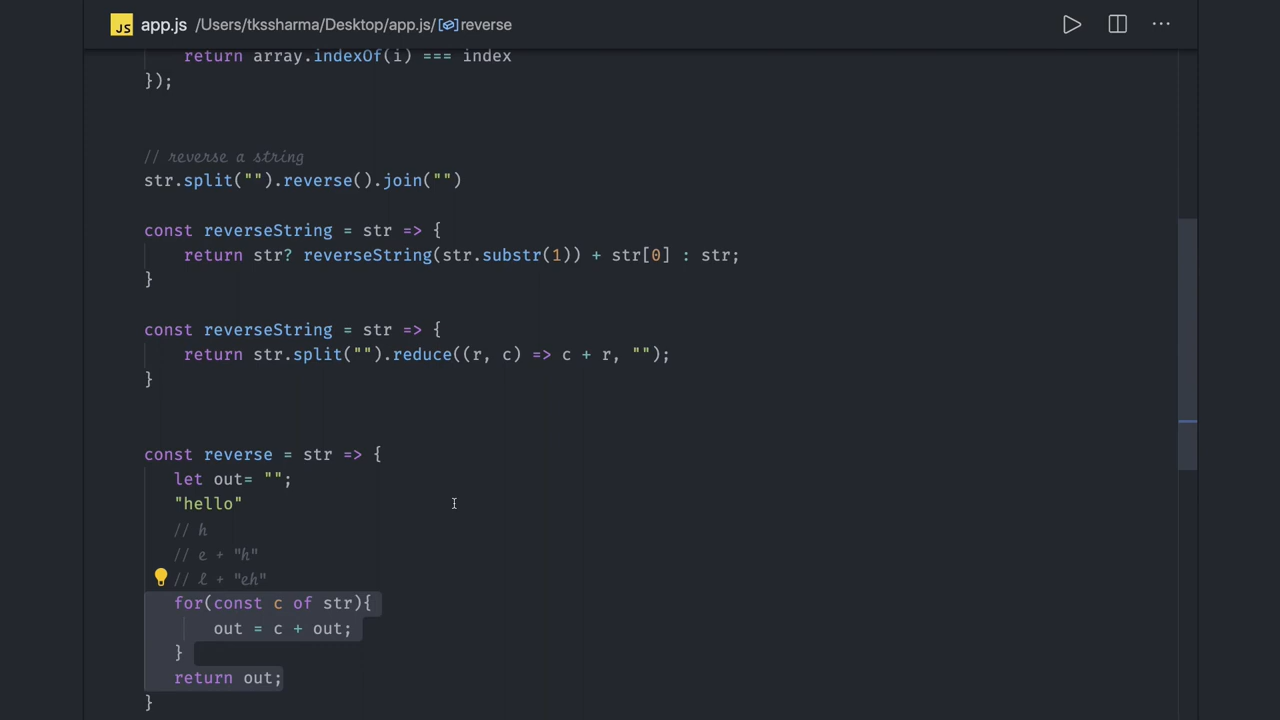 JS app.js /Users/tkssharma/Desktop/app.js/reverse
return array.indexOf(i) === index
});
// reverse a string
str.split("").reverse().join("")
const reverseString = str => {
return str? reverseString(str.substr(1)) + str[0] : str;
}
const reverseString = str => {
return str.split("").reduce((r, c) => c + r, "");
}
const reverse = str => {
let out= "";
"hello"
// h
// e + "h"
// l + "eh"
for(const c of str){
out = c + out;
}
return out;
}